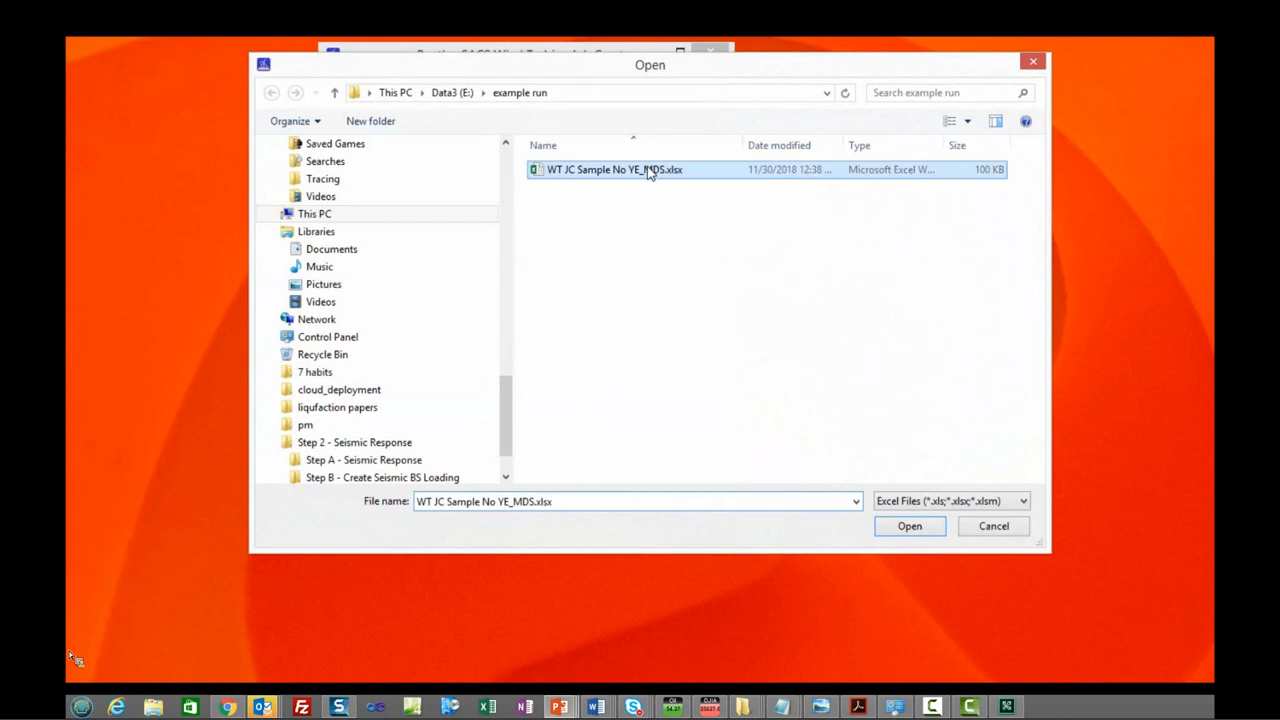 Open
This PC
Data3 (E:)
example run
Search example run
Organize
New folder
Name
Date modified
Type
Size
WT JC Sample No YE_MDS.xlsx
11/30/2018 12:38 ...
Microsoft Excel W...
100 KB
Saved Games
Searches
Tracing
Videos
This PC
Libraries
Documents
Music
Pictures
Videos
Network
Control Panel
Recycle Bin
7 habits
cloud_deployment
liqufaction papers
pm
Step 2 - Seismic Response
Step A - Seismic Response
Step B - Create Seismic BS Loading
File name:
WT JC Sample No YE_MDS.xlsx
Excel Files (*.xls;*.xlsx;*.xlsm)
Open
Cancel